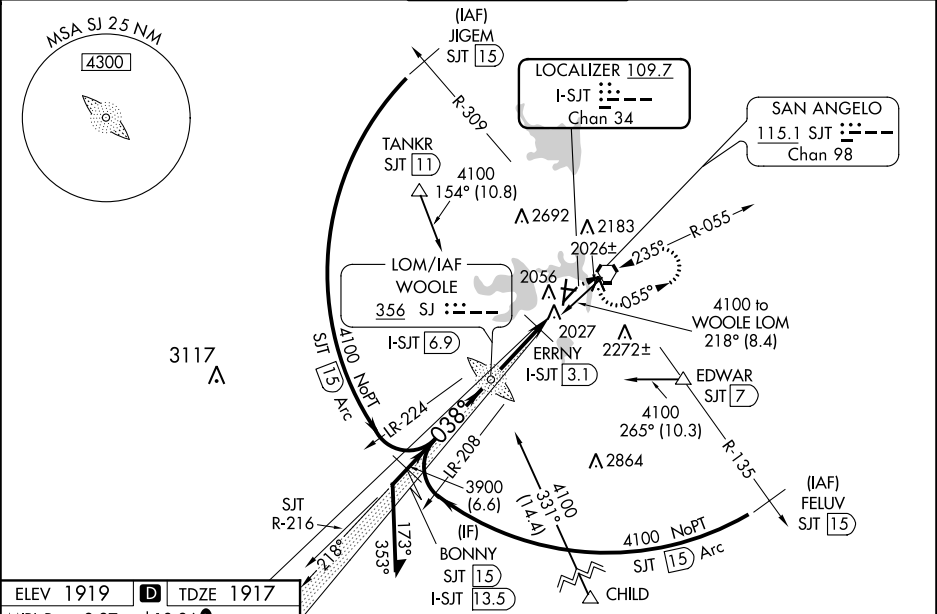 MSA SJ 25 NM
4300
(IAF)
JIGEM
SJT 15
R-309
LOCALIZER 109.7
I-SJT
Chan 34
SAN ANGELO
115.1 SJT
Chan 98
TANKR
SJT 11
4100
154° (10.8)
2692
2183
2026±
R-055
235°
055°
LOM/IAF
WOOLE
356 SJ
I-SJT 6.9
2056
2027
4100 to
WOOLE LOM
218° (8.4)
ERRNY
I-SJT 3.1
2272±
3117
4100 NoPT
SJT 15 Arc
EDWAR
SJT 7
4100
265° (10.3)
R-135
LR-224
038°
LR-208
2864
3900
(6.6)
4100
331°
(14.4)
(IAF)
FELUV
SJT 15
SJT
R-216
218°
173°
353°
(IF)
BONNY
SJT 15
I-SJT 13.5
4100 NoPT
SJT 15 Arc
CHILD
ELEV 1919 D TDZE 1917